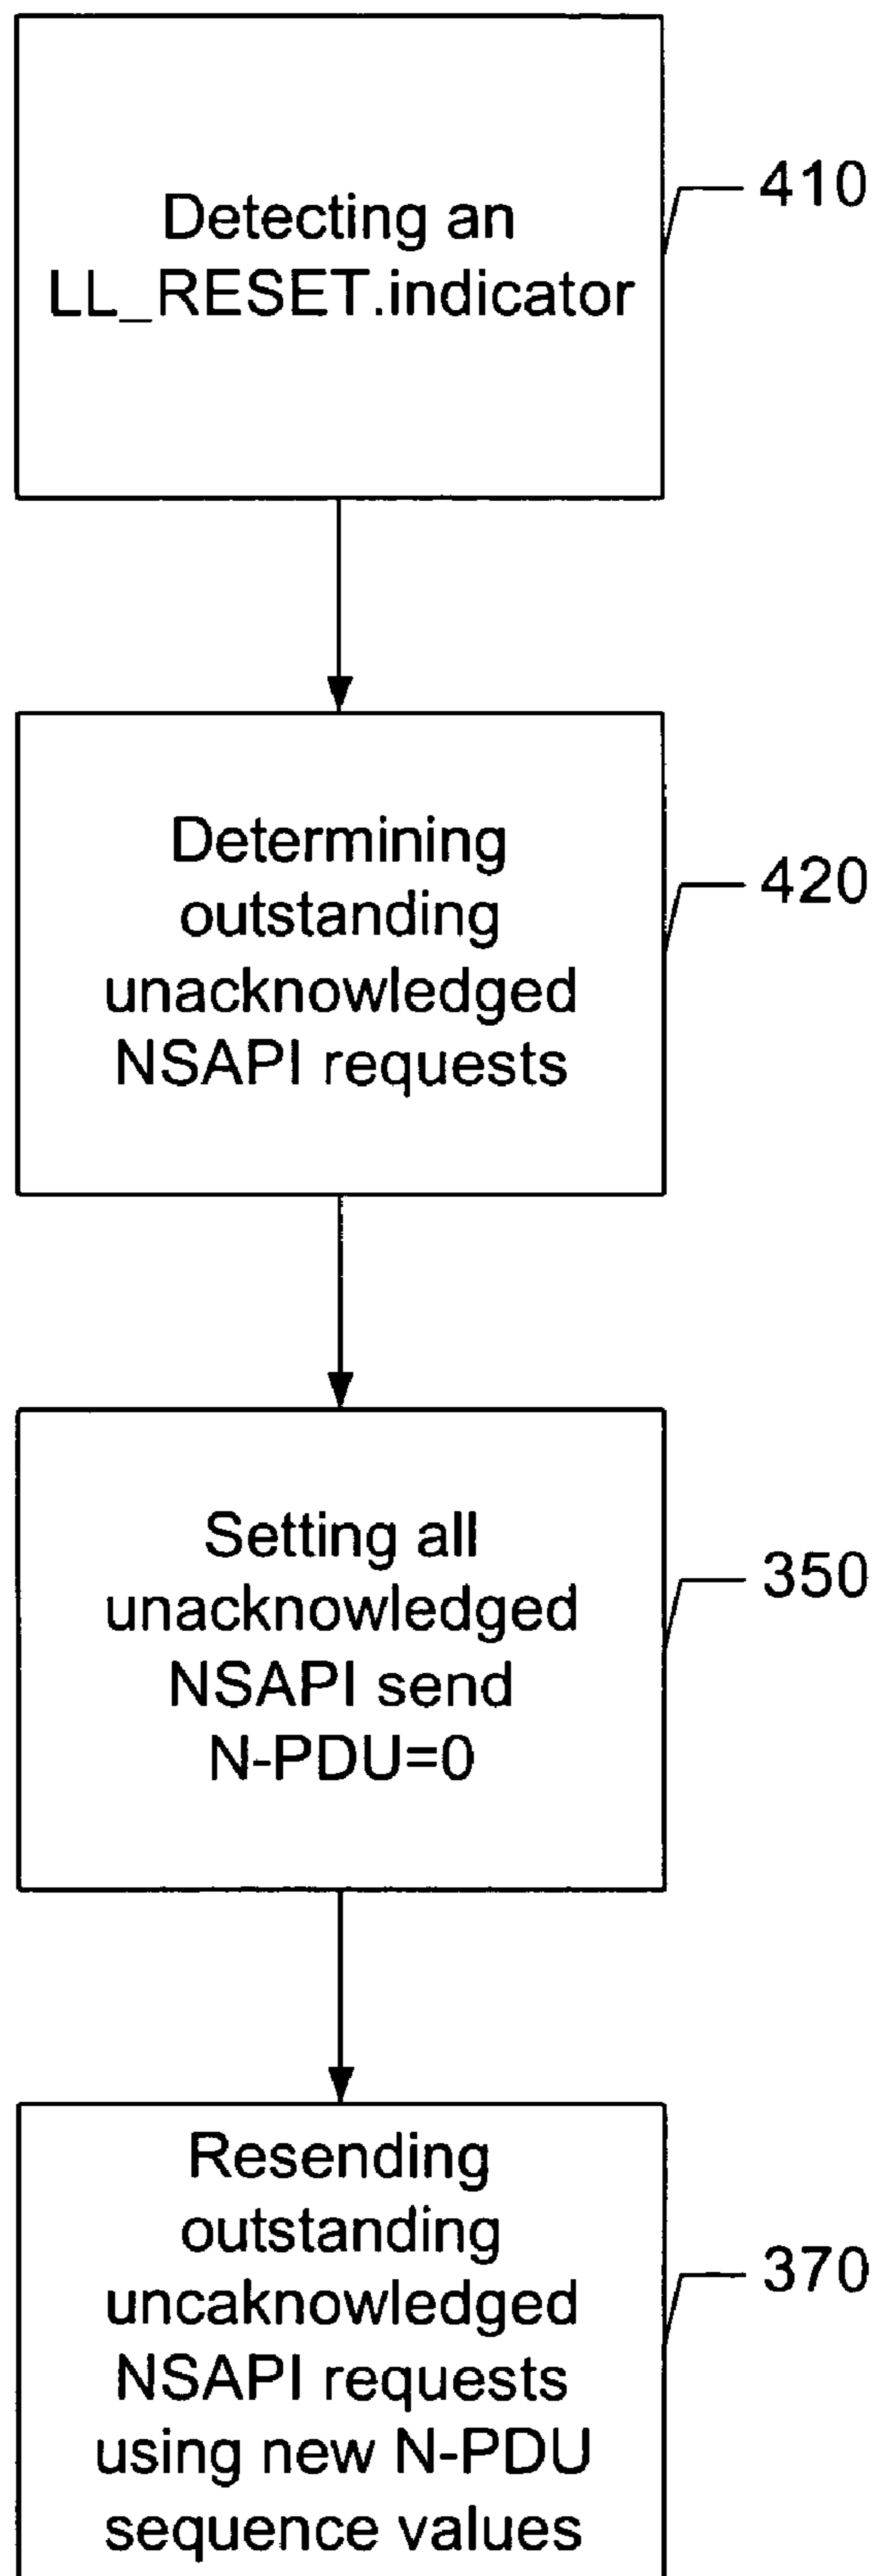 Detecting an
LL_RESET.indicator
410
Determining
outstanding
unacknowledged
NSAPI requests
420
Setting all
unacknowledged
NSAPI send
N-PDU=0
350
Resending
outstanding
uncaknowledged
NSAPI requests
using new N-PDU
sequence values
370